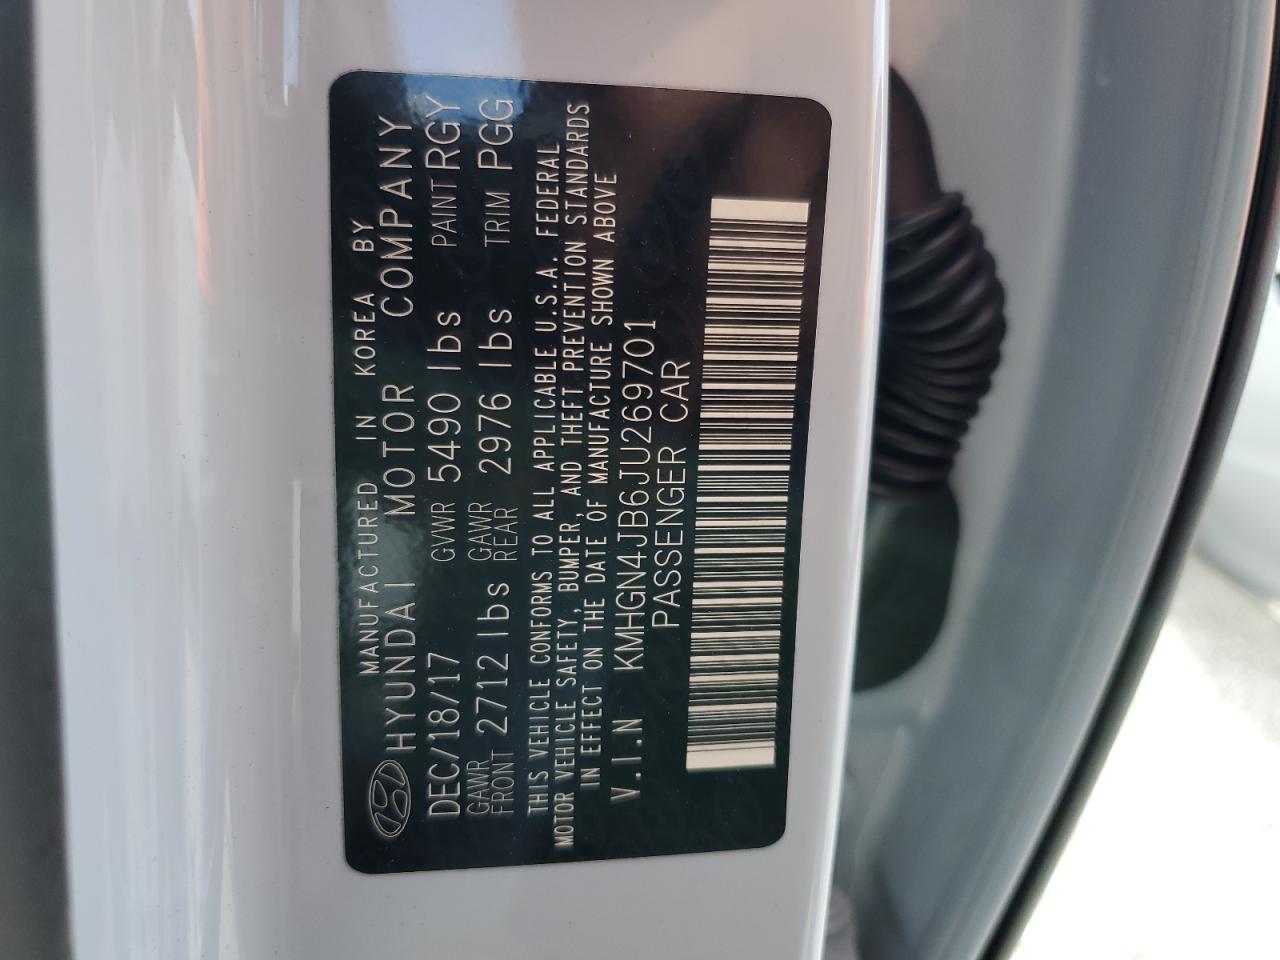 MANUFACTURED IN KOREA BY
HYUNDAI MOTOR COMPANY
DEC/18/17 GVWR 5490 lbs PAINT RGY
GAWR FRONT 2712 lbs GAWR REAR 2976 lbs TRIM PGG
THIS VEHICLE CONFORMS TO ALL APPLICABLE U.S.A. FEDERAL
MOTOR VEHICLE SAFETY, BUMPER, AND THEFT PREVENTION STANDARDS
IN EFFECT ON THE DATE OF MANUFACTURE SHOWN ABOVE
V.I.N KMHGN4JB6JU269701
PASSENGER CAR